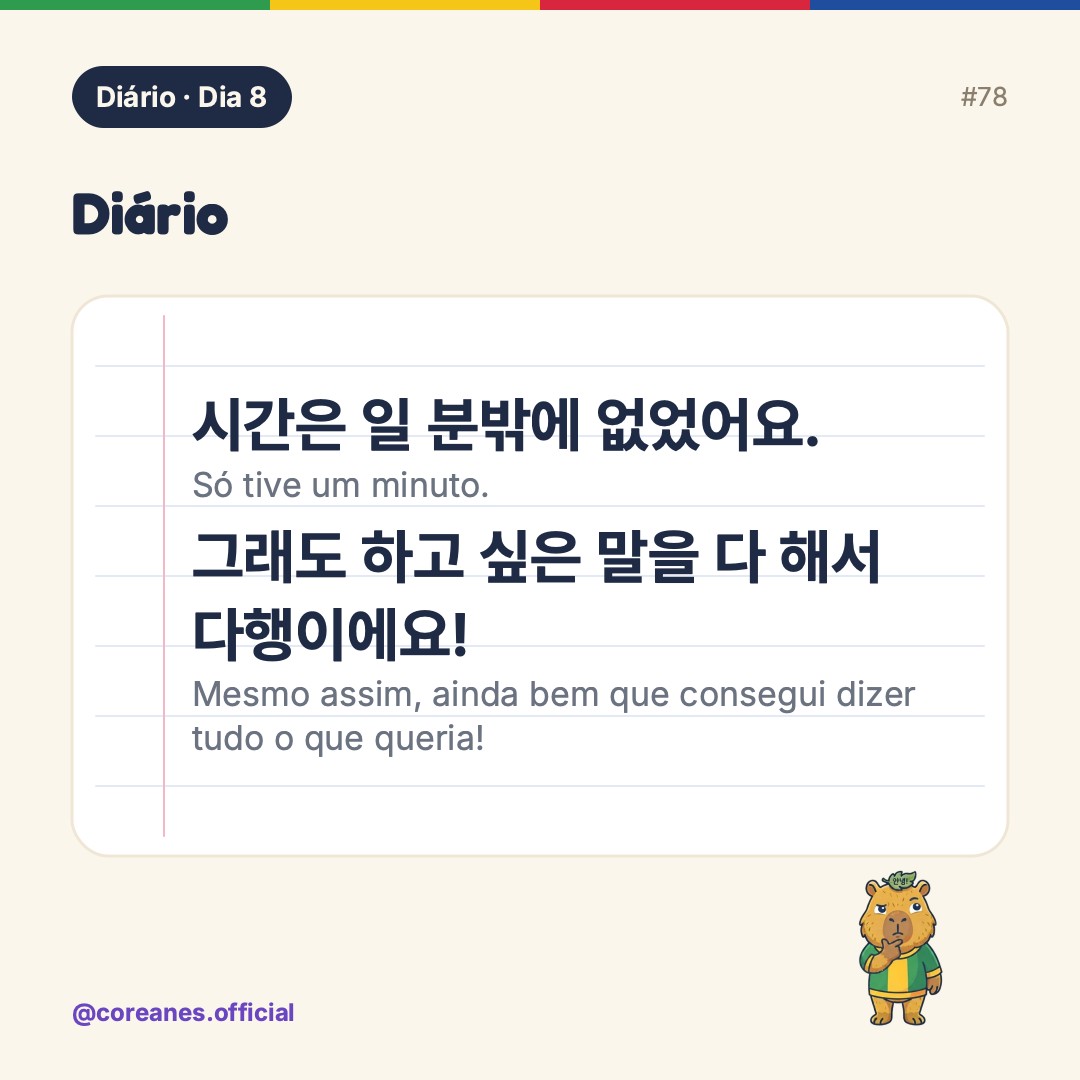 Diário · Dia 8
#78
Diário
시간은 일 분밖에 없었어요.
Só tive um minuto.
그래도 하고 싶은 말을 다 해서
다행이에요!
Mesmo assim, ainda bem que consegui dizer
tudo o que queria!
안녕!
@coreanes.official